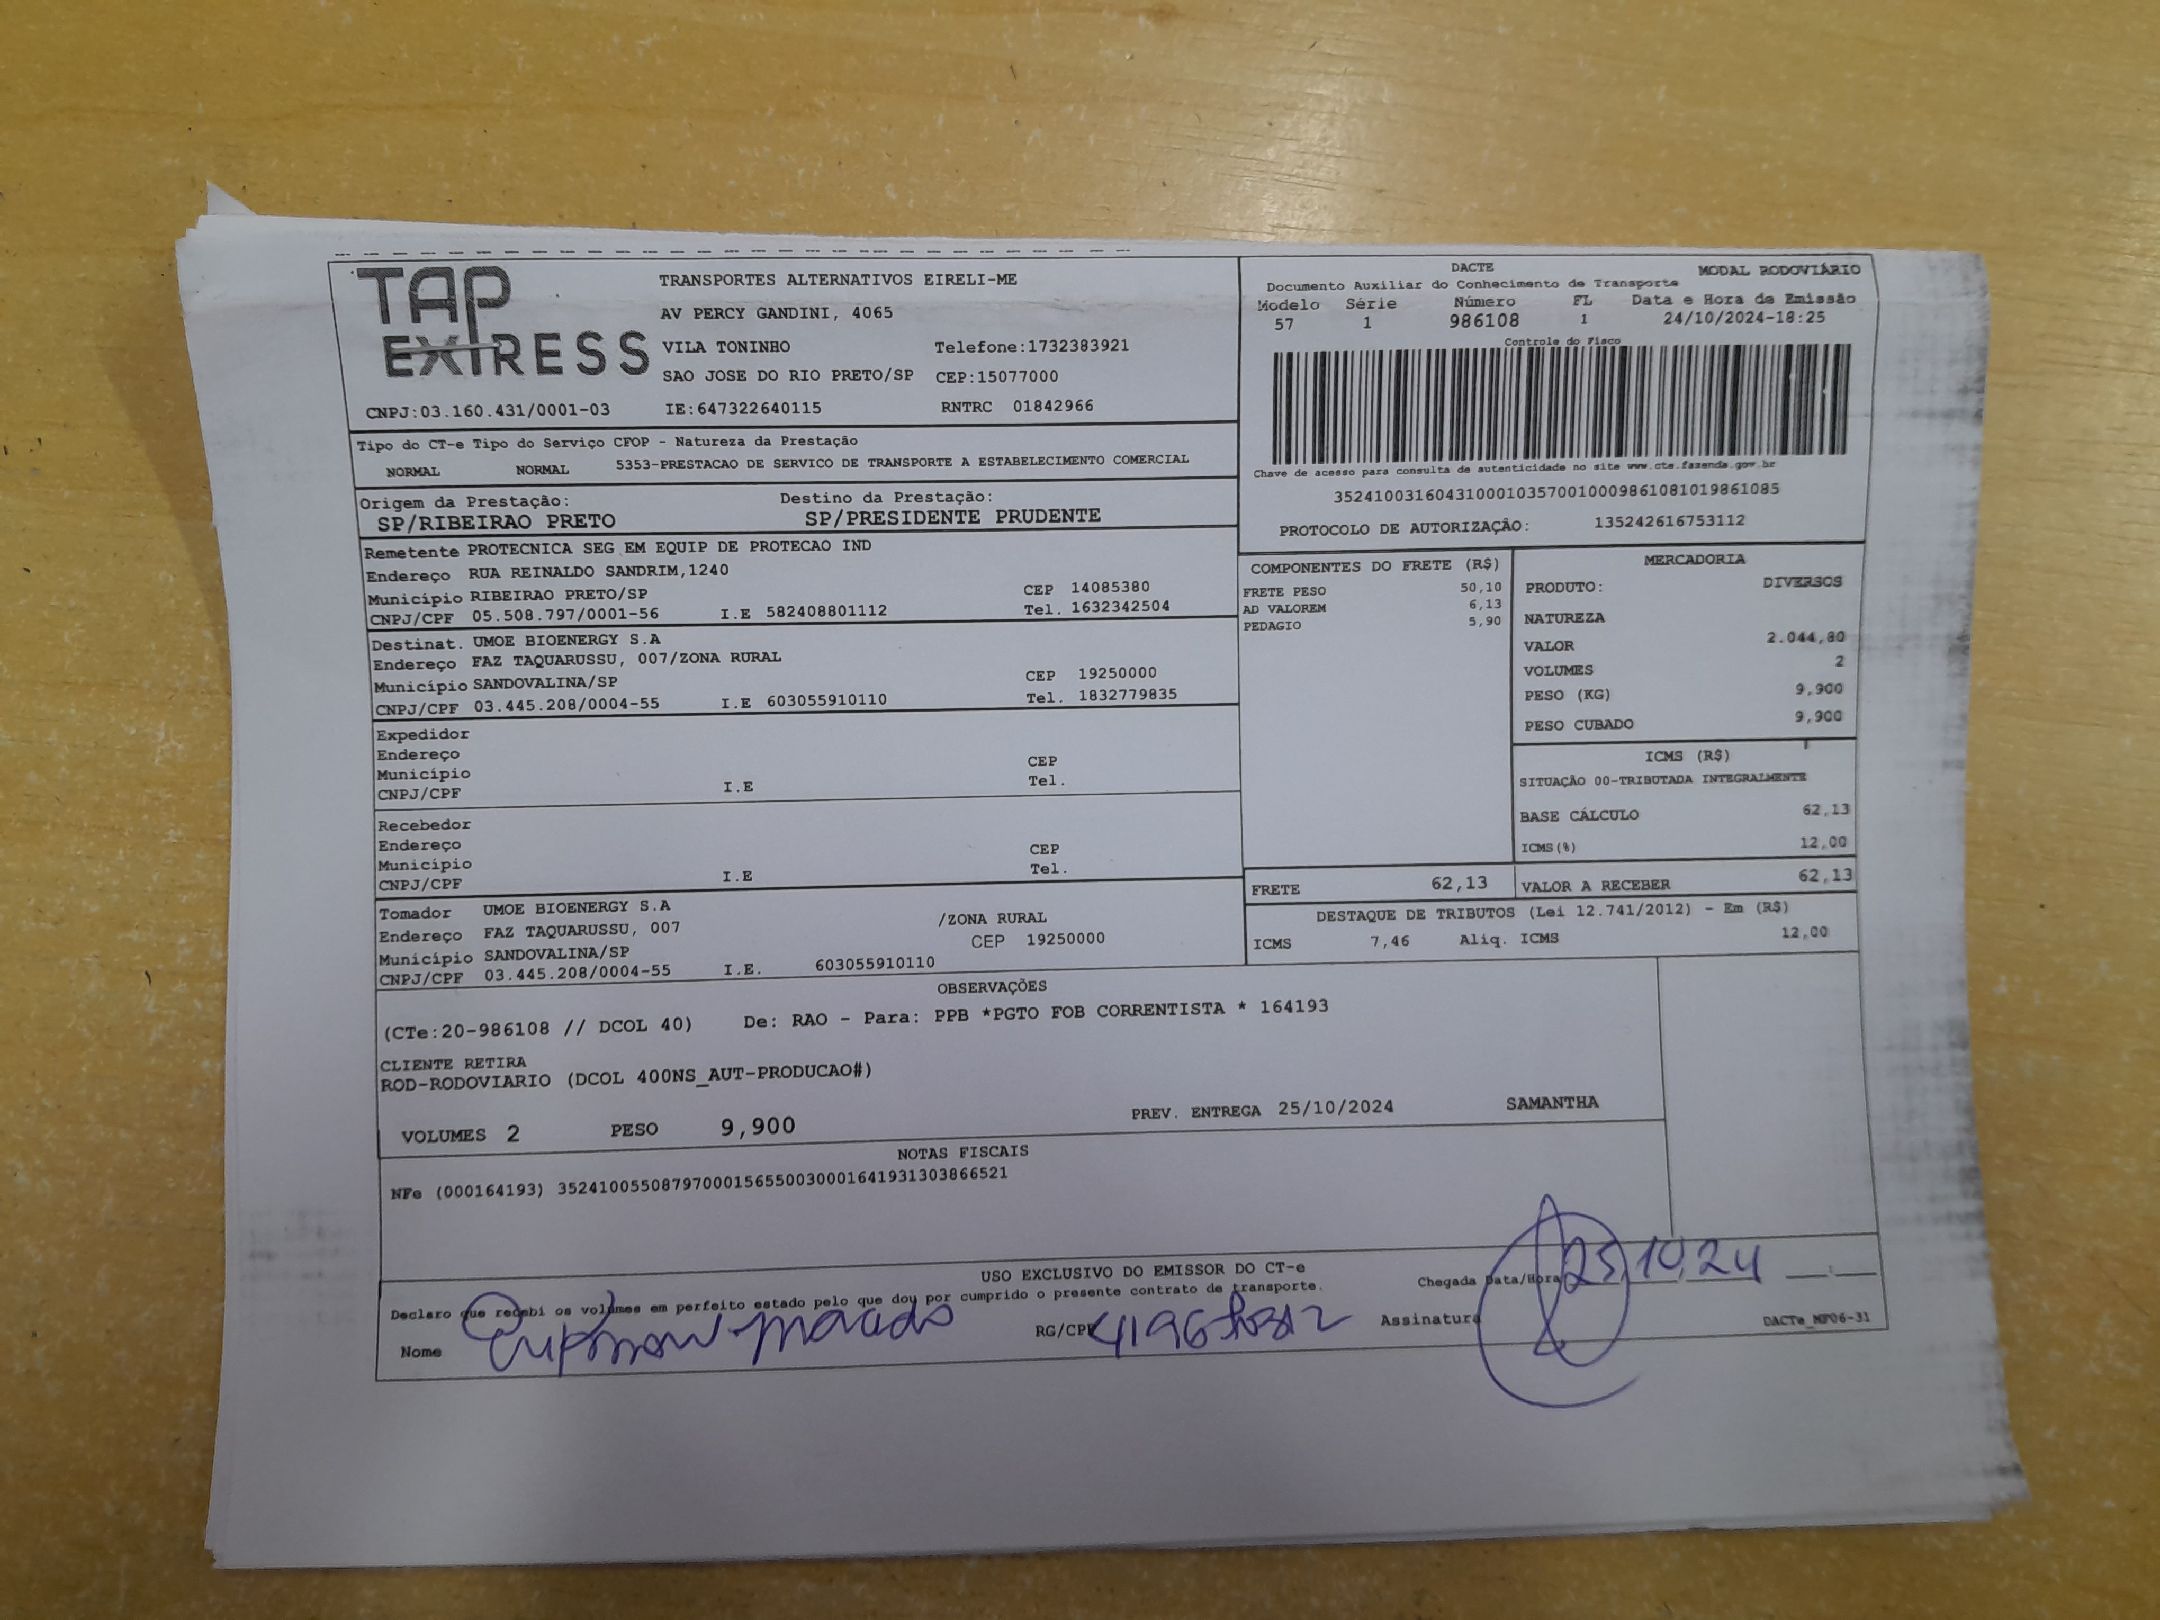 TAP EXPRESS
TRANSPORTES ALTERNATIVOS EIRELI-ME
AV PERCY GANDINI, 4065
VILA TONINHO Telefone:1732383921
SAO JOSE DO RIO PRETO/SP CEP:15077000
CNPJ:03.160.431/0001-03 IE:647322640115 RNTRC 01842966
DACTE MODAL RODOVIÁRIO
Documento Auxiliar do Conhecimento de Transporte
Modelo Série Número FL Data e Hora de Emissão
57 1 986108 1 24/10/2024-18:25
Controle do Fisco
Chave de acesso para consulta de autenticidade no site www.cte.fazenda.gov.br
35241003160431000103570010009861081019861085
PROTOCOLO DE AUTORIZAÇÃO: 135242616753112
Tipo do CT-e Tipo do Serviço CFOP - Natureza da Prestação
NORMAL NORMAL 5353-PRESTACAO DE SERVICO DE TRANSPORTE A ESTABELECIMENTO COMERCIAL
Origem da Prestação: Destino da Prestação:
SP/RIBEIRAO PRETO SP/PRESIDENTE PRUDENTE
Remetente PROTECNICA SEG EM EQUIP DE PROTECAO IND
Endereço RUA REINALDO SANDRIM,1240
Município RIBEIRAO PRETO/SP CEP 14085380
CNPJ/CPF 05.508.797/0001-56 I.E 582408801112 Tel. 1632342504
Destinat. UMOE BIOENERGY S.A
Endereço FAZ TAQUARUSSU, 007/ZONA RURAL
Município SANDOVALINA/SP CEP 19250000
CNPJ/CPF 03.445.208/0004-55 I.E 603055910110 Tel. 1832779835
Expedidor
Endereço
Município CEP
CNPJ/CPF I.E Tel.
Recebedor
Endereço
Município CEP
CNPJ/CPF I.E Tel.
Tomador UMOE BIOENERGY S.A
Endereço FAZ TAQUARUSSU, 007 /ZONA RURAL
Município SANDOVALINA/SP CEP 19250000
CNPJ/CPF 03.445.208/0004-55 I.E. 603055910110
COMPONENTES DO FRETE (R$)
FRETE PESO 50,10
AD VALOREM 6,13
PEDAGIO 5,90
MERCADORIA
PRODUTO: DIVERSOS
NATUREZA
VALOR 2.044,80
VOLUMES 2
PESO (KG) 9,900
PESO CUBADO 9,900
ICMS (R$)
SITUAÇÃO 00-TRIBUTADA INTEGRALMENTE
BASE CÁLCULO 62,13
ICMS(%) 12,00
FRETE 62,13 VALOR A RECEBER 62,13
DESTAQUE DE TRIBUTOS (Lei 12.741/2012) - Em (R$)
ICMS 7,46 Aliq. ICMS 12,00
OBSERVAÇÕES
(CTe:20-986108 // DCOL 40) De: RAO - Para: PPB *PGTO FOB CORRENTISTA * 164193
CLIENTE RETIRA
ROD-RODOVIARIO (DCOL 400NS_AUT-PRODUCAO#)
VOLUMES 2 PESO 9,900 PREV. ENTREGA 25/10/2024 SAMANTHA
NOTAS FISCAIS
NFe (000164193) 35241005508797000156550030001641931303866521
USO EXCLUSIVO DO EMISSOR DO CT-e
Declaro que recebi os volumes em perfeito estado pelo que dou por cumprido o presente contrato de transporte.
Chegada Data/Hora 25,10,24 __:__
Nome RG/CPF Assinatura DACTe_MP06-31